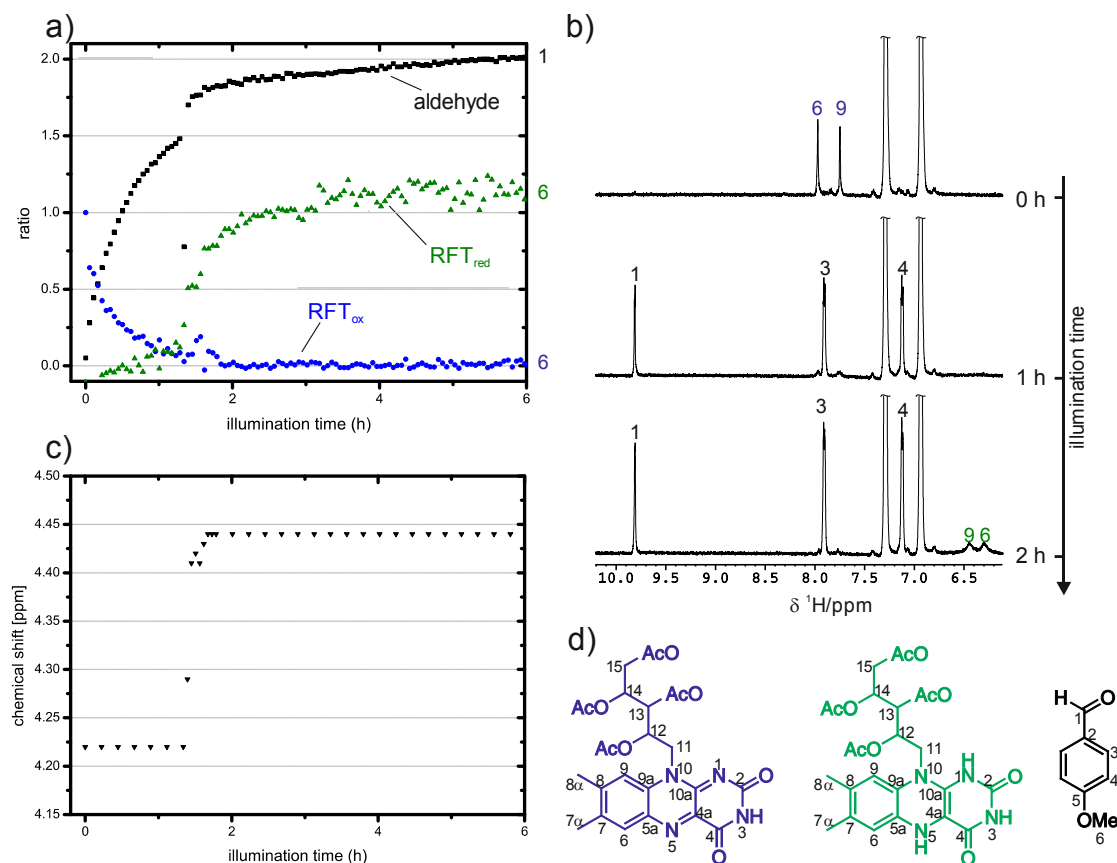 a)
2.0
1.5
1.0
0.5
0.0
ratio
0
2
4
6
illumination time (h)
aldehyde
RFTred
RFTox
1
6
6
b)
6
9
0 h
1
3
4
1 h
1
3
4
9
6
2 h
10.0
9.5
9.0
8.5
8.0
7.5
7.0
6.5
δ ¹H/ppm
illumination time
c)
4.50
4.45
4.40
4.35
4.30
4.25
4.20
4.15
chemical shift [ppm]
0
2
4
6
illumination time (h)
d)
15
AcO
14
AcO
AcO
13
12
AcO
11
9
10
1
8α
8
9a
N
N
2
O
10a
4a
7α
7
5a
N
4
NH
3
6
5
O
15
AcO
14
AcO
AcO
13
12
AcO
11
9
10
H
8α
8
9a
N
1
N
2
O
10a
4a
7α
7
5a
N
5
4
NH
3
6
H
O
H
O
1
2
3
4
5
OMe
6